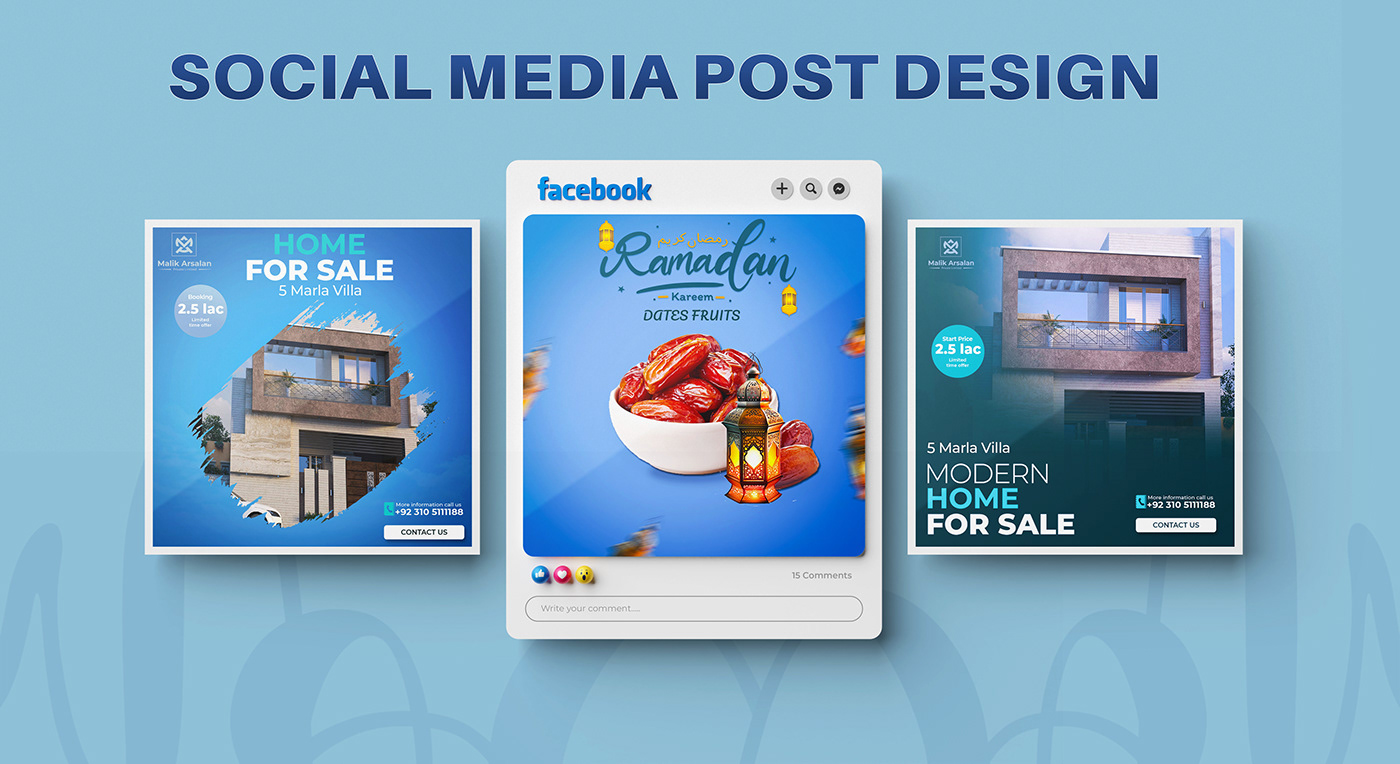 SOCIAL MEDIA POST DESIGN
Malik Arsalan
HOME
FOR SALE
5 Marla Villa
Booking
2.5 lac
Limited
time offer
More information call us
+92 310 5111188
CONTACT US
facebook
رمضان كريم
Ramadan
Kareem
DATES FRUITS
15 Comments
Write your comment.....
Malik Arsalan
Start Price
2.5 lac
Limited
time offer
5 Marla Villa
MODERN
HOME
FOR SALE
More information call us
+92 310 5111188
CONTACT US